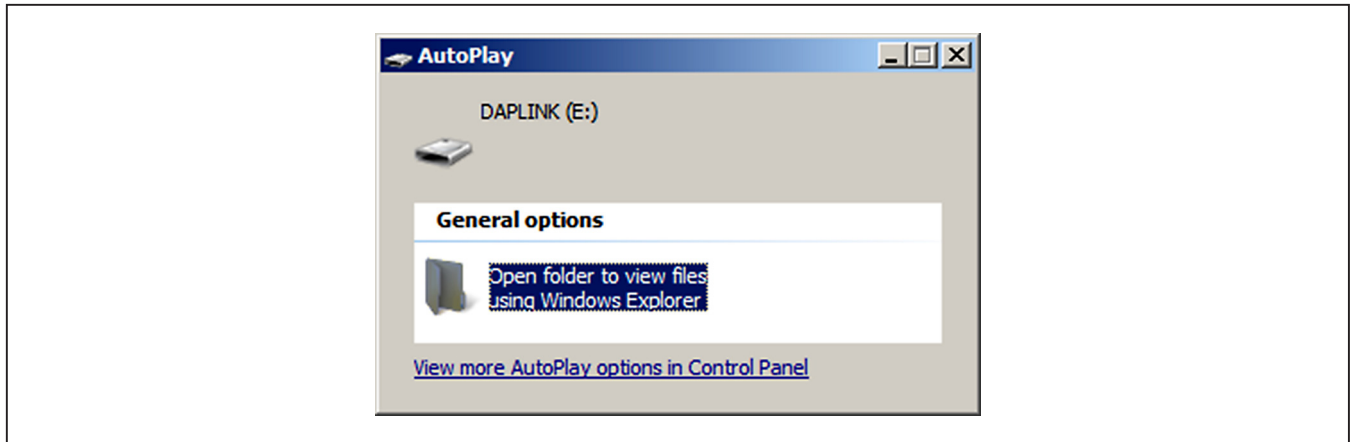 AutoPlay
DAPLINK (E:)
General options
Open folder to view files
using Windows Explorer
View more AutoPlay options in Control Panel